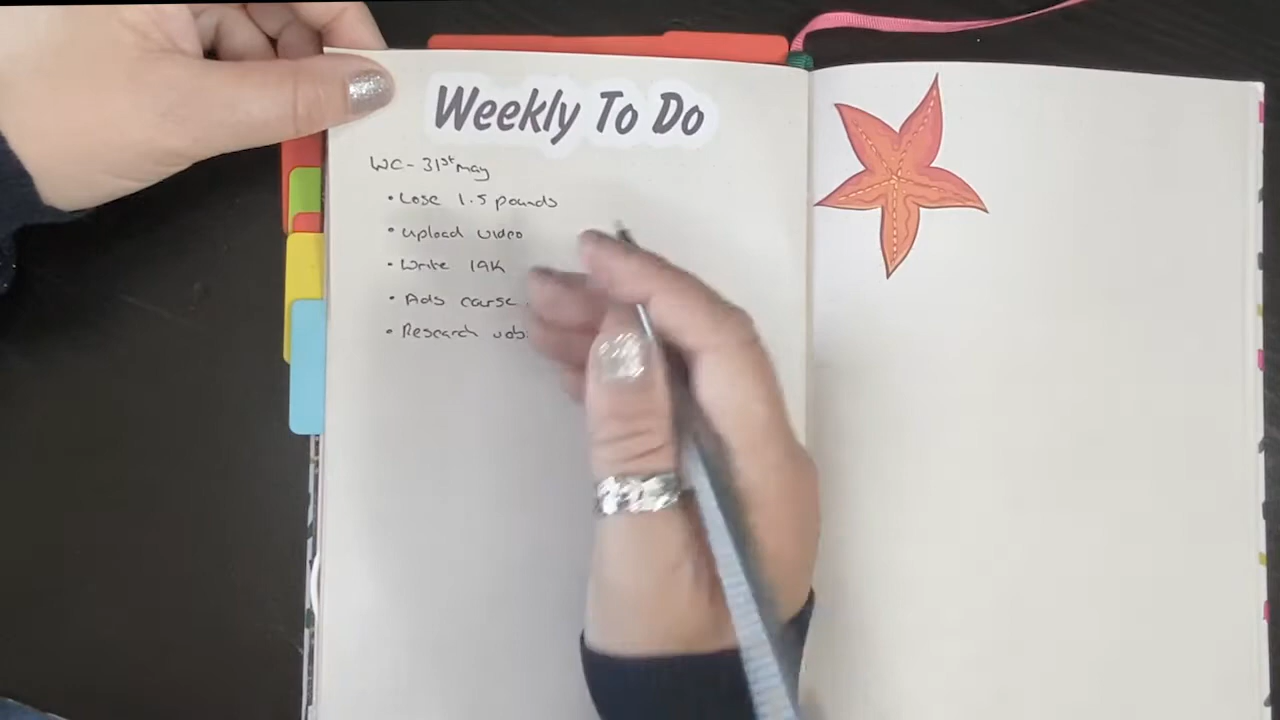 Weekly To Do
WC - 31st May
• Lose 1.5 pounds
• Upload video
• Write 19K
• Ads course
• Research